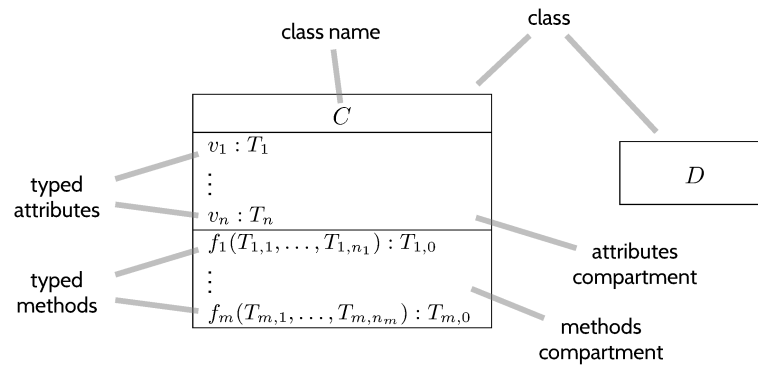 class name
class
C
v₁ : T₁
⋮
vₙ : Tₙ
f₁(T₁,₁, . . . , T₁,ₙ₁) : T₁,₀
⋮
fₘ(Tₘ,₁, . . . , Tₘ,ₙₘ) : Tₘ,₀
D
typed
attributes
typed
methods
attributes
compartment
methods
compartment